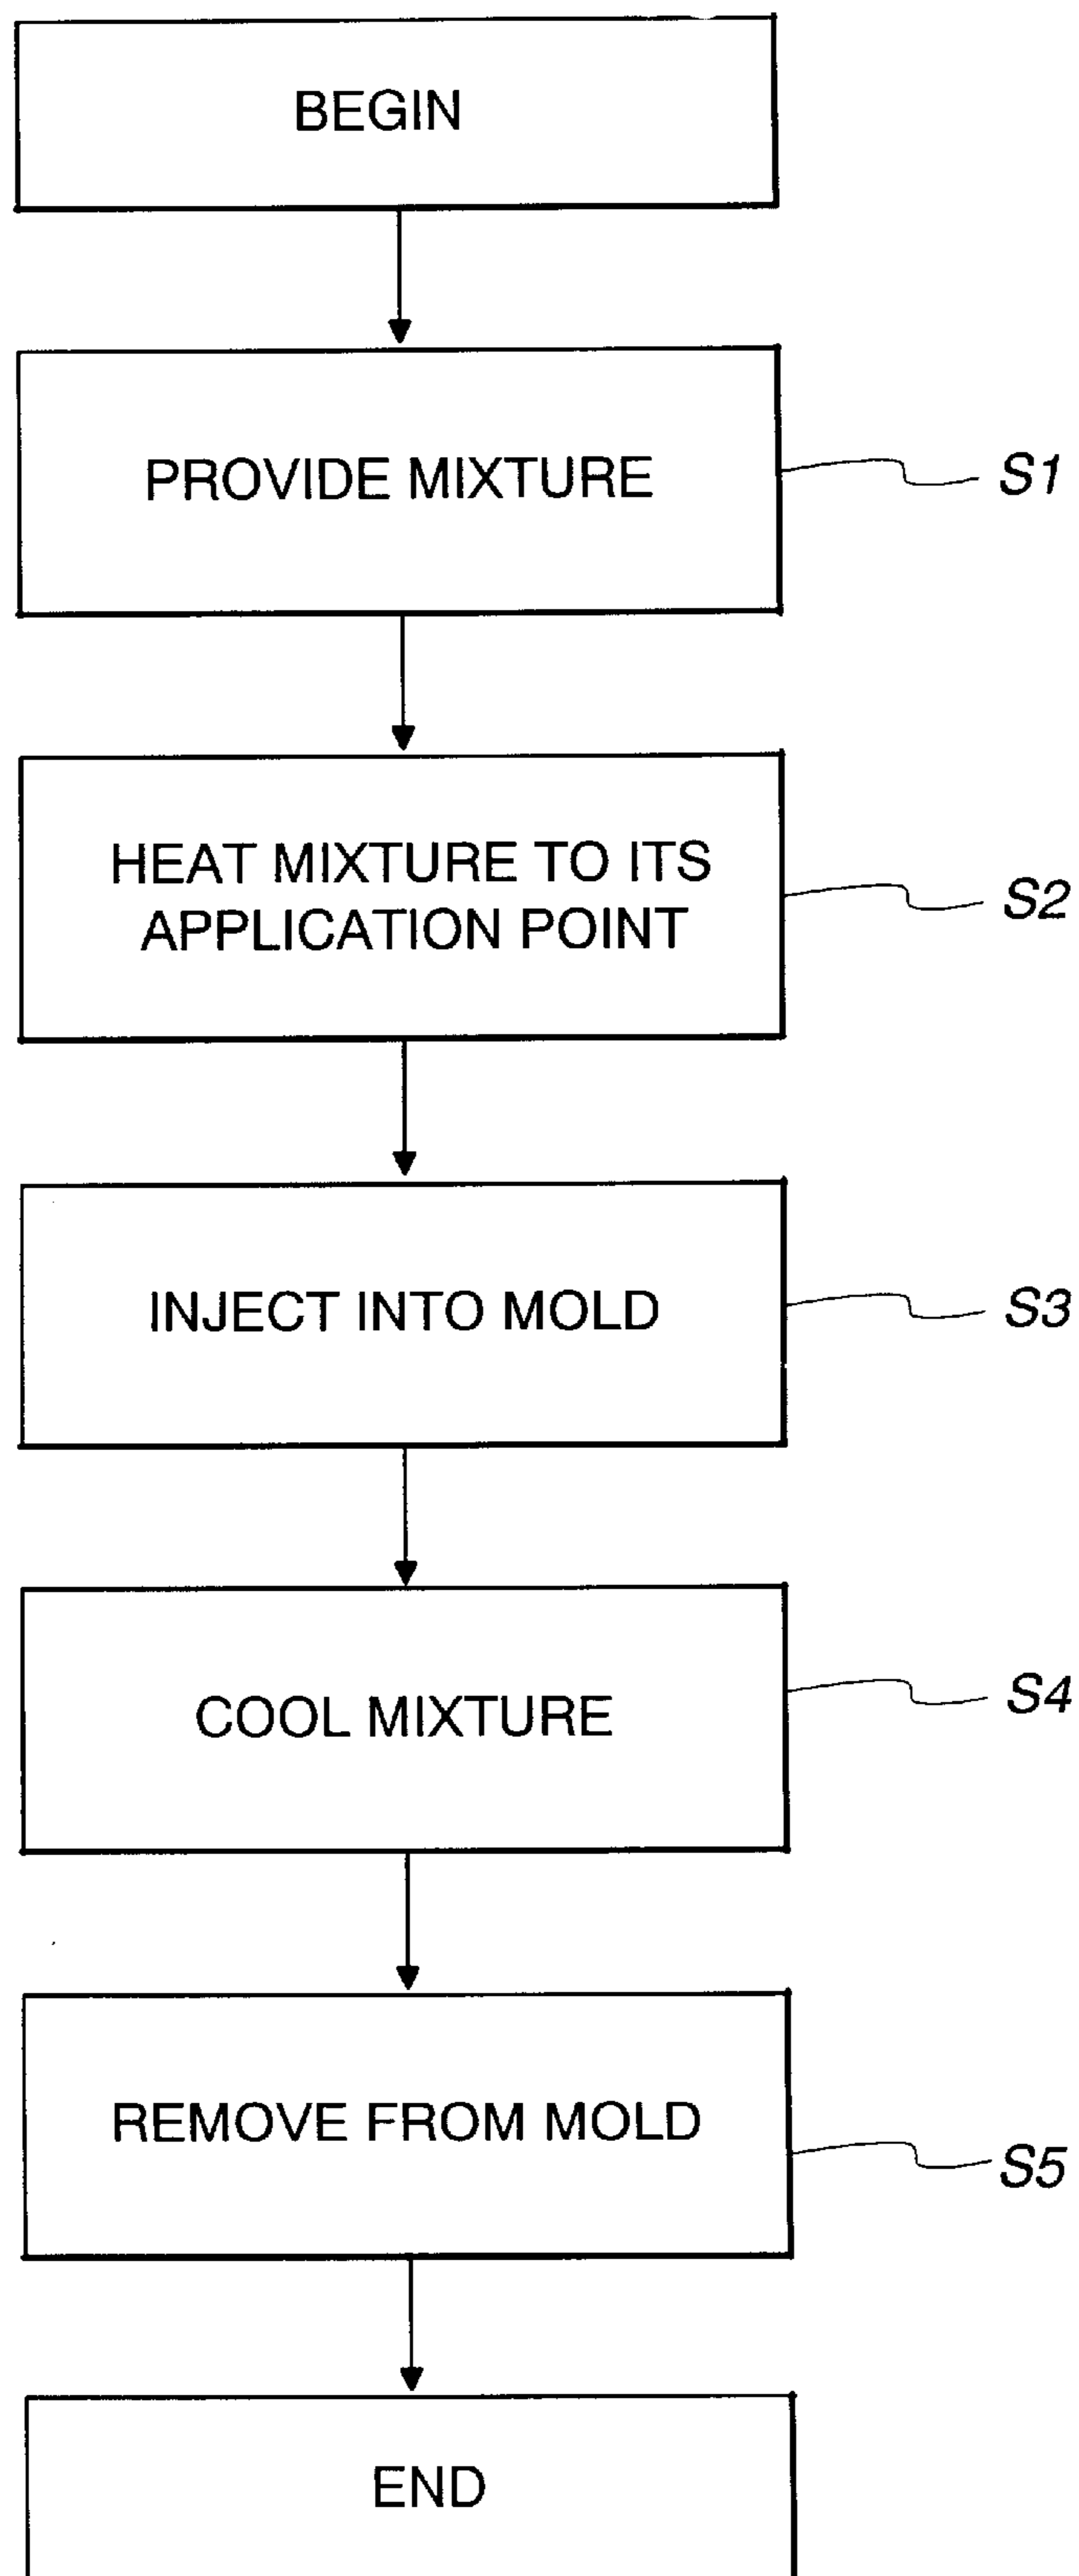 BEGIN
PROVIDE MIXTURE
S1
HEAT MIXTURE TO ITS
APPLICATION POINT
S2
INJECT INTO MOLD
S3
COOL MIXTURE
S4
REMOVE FROM MOLD
S5
END